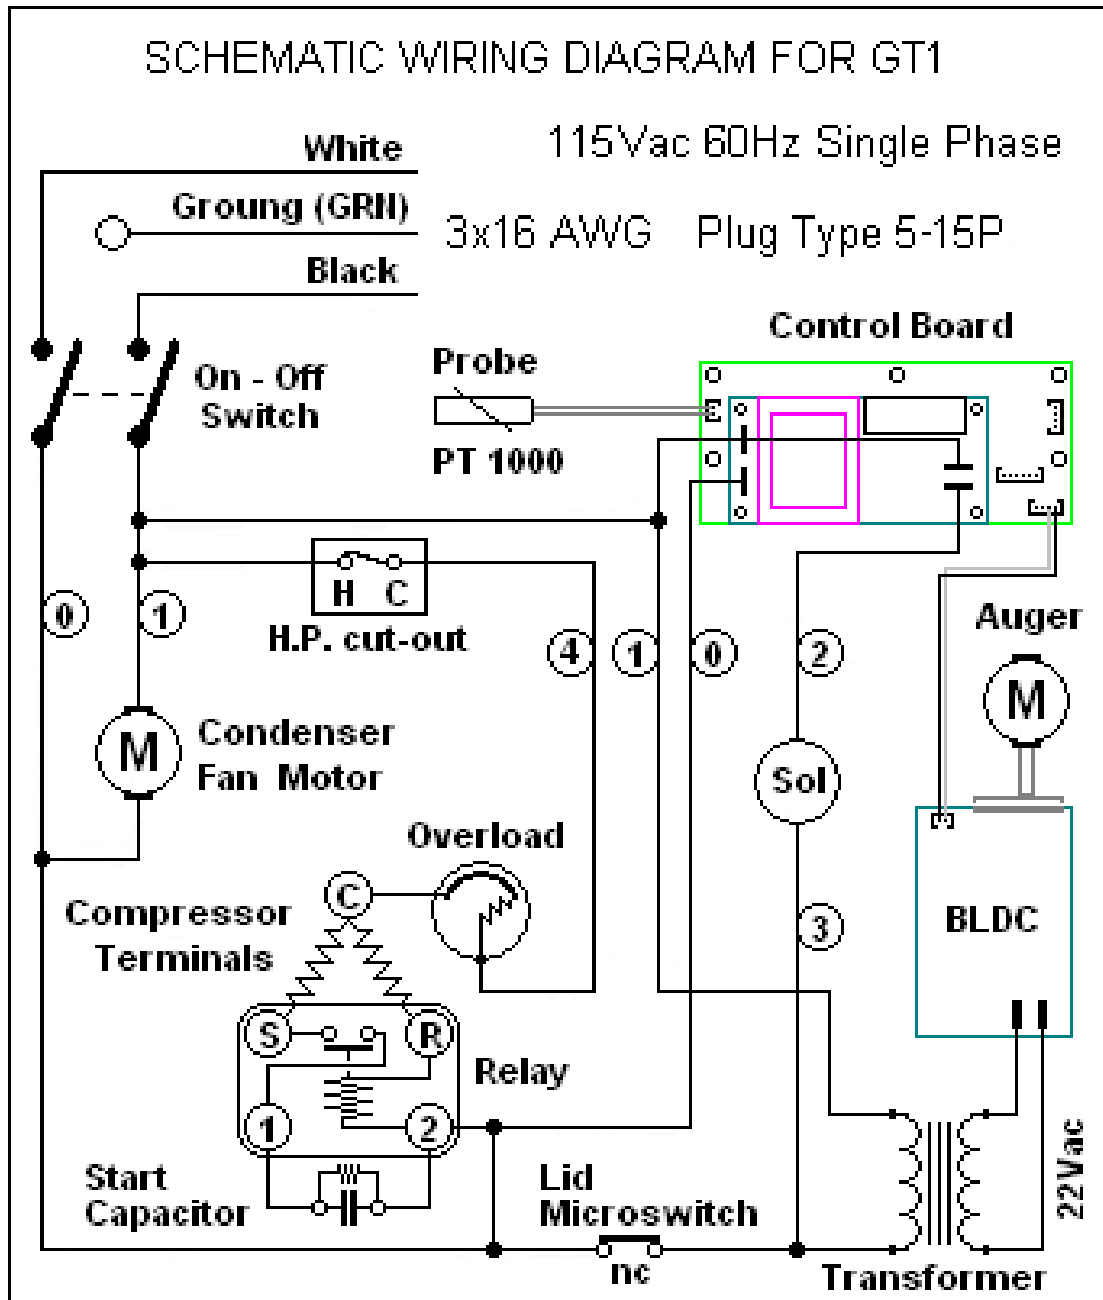 SCHEMATIC WIRING DIAGRAM FOR GT1
White
115Vac 60Hz Single Phase
Groung (GRN)
3x16 AWG Plug Type 5-15P
Black
Control Board
Probe
On - Off
Switch
PT 1000
H C
H.P. cut-out
0
1
4
1
0
2
Auger
M
M
Condenser
Fan Motor
Sol
Overload
C
Compressor
Terminals
3
BLDC
S
R
Relay
1
2
Start
Capacitor
Lid
Microswitch
nc
22Vac
Transformer